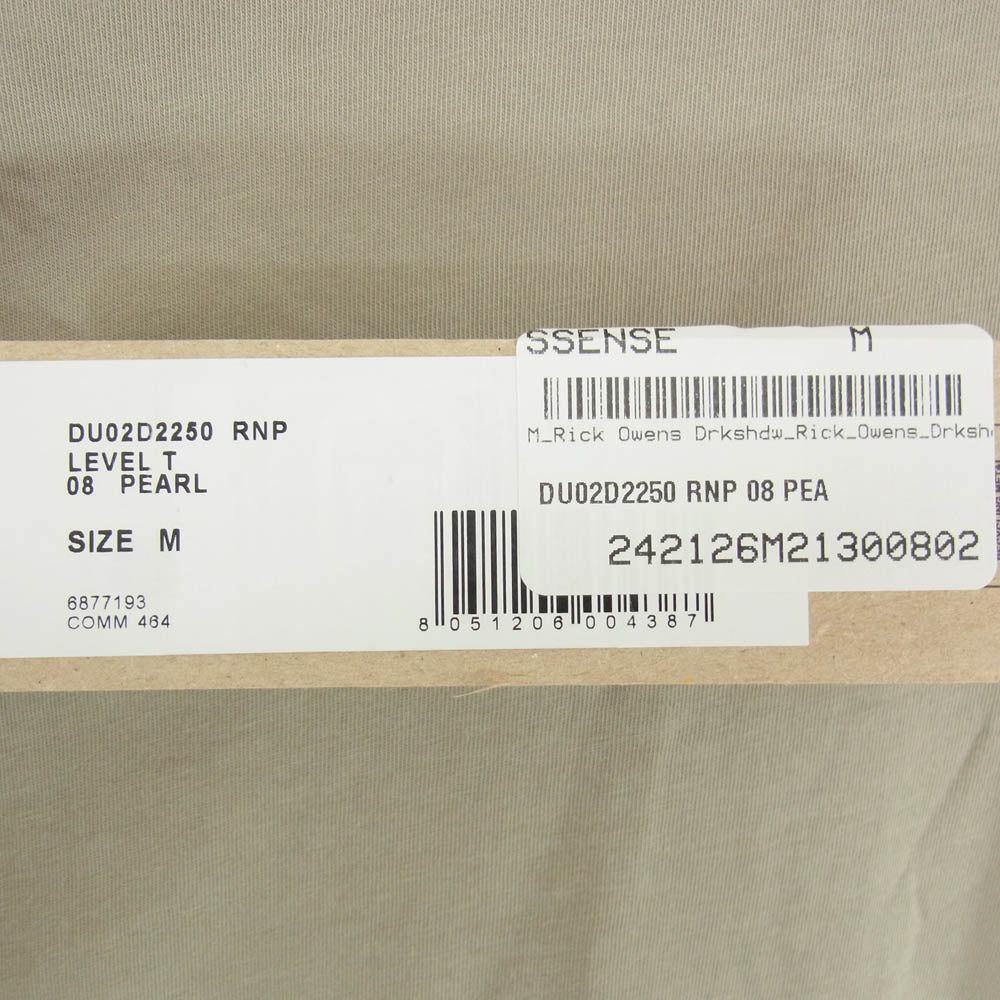 DU02D2250 RNP
LEVEL T
08 PEARL
SIZE M
6877193
COMM 464
8 051206 004387
SSENSE M
M_Rick Owens Drkshdw_Rick_Owens_Drksh
DU02D2250 RNP 08 PEA
242126M21300802